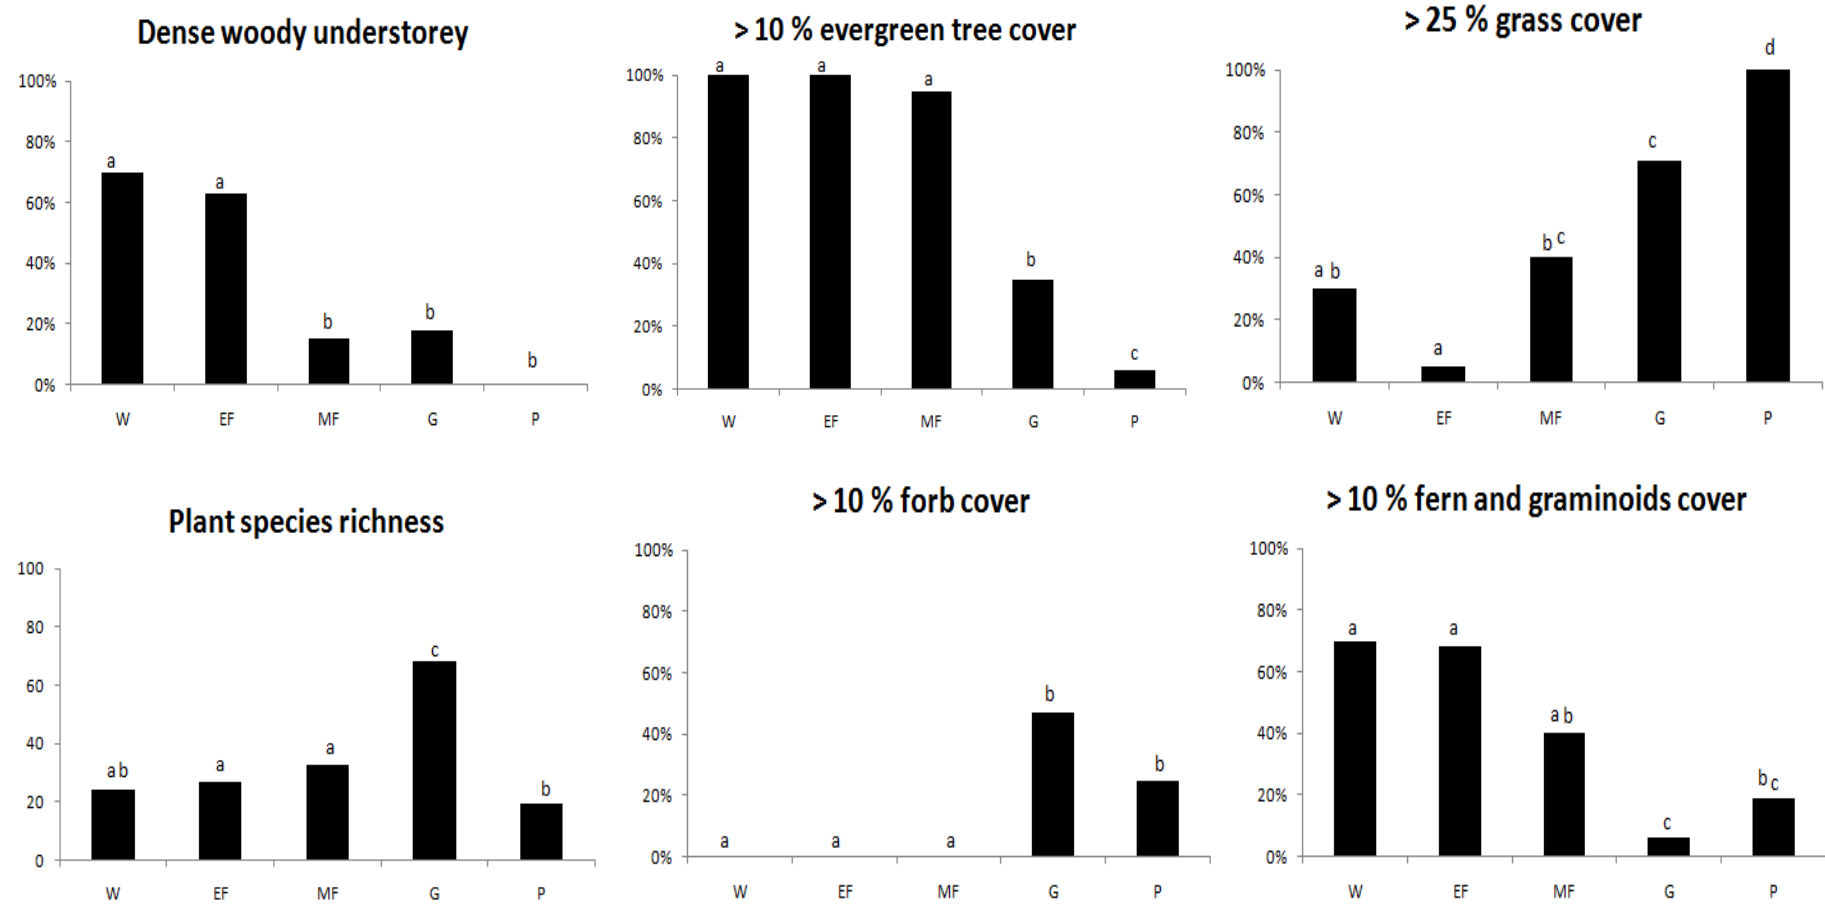 Dense woody understorey
100%
80%
60%
40%
20%
0%
a
a
b
b
b
W EF MF G P
> 10 % evergreen tree cover
100%
80%
60%
40%
20%
0%
a
a
a
b
c
W EF MF G P
> 25 % grass cover
100%
80%
60%
40%
20%
0%
a b
a
b c
c
d
W EF MF G P
Plant species richness
100
80
60
40
20
0
a b
a
a
c
b
W EF MF G P
> 10 % forb cover
100%
80%
60%
40%
20%
0%
a
a
a
b
b
W EF MF G P
> 10 % fern and graminoids cover
100%
80%
60%
40%
20%
0%
a
a
a b
c
b c
W EF MF G P